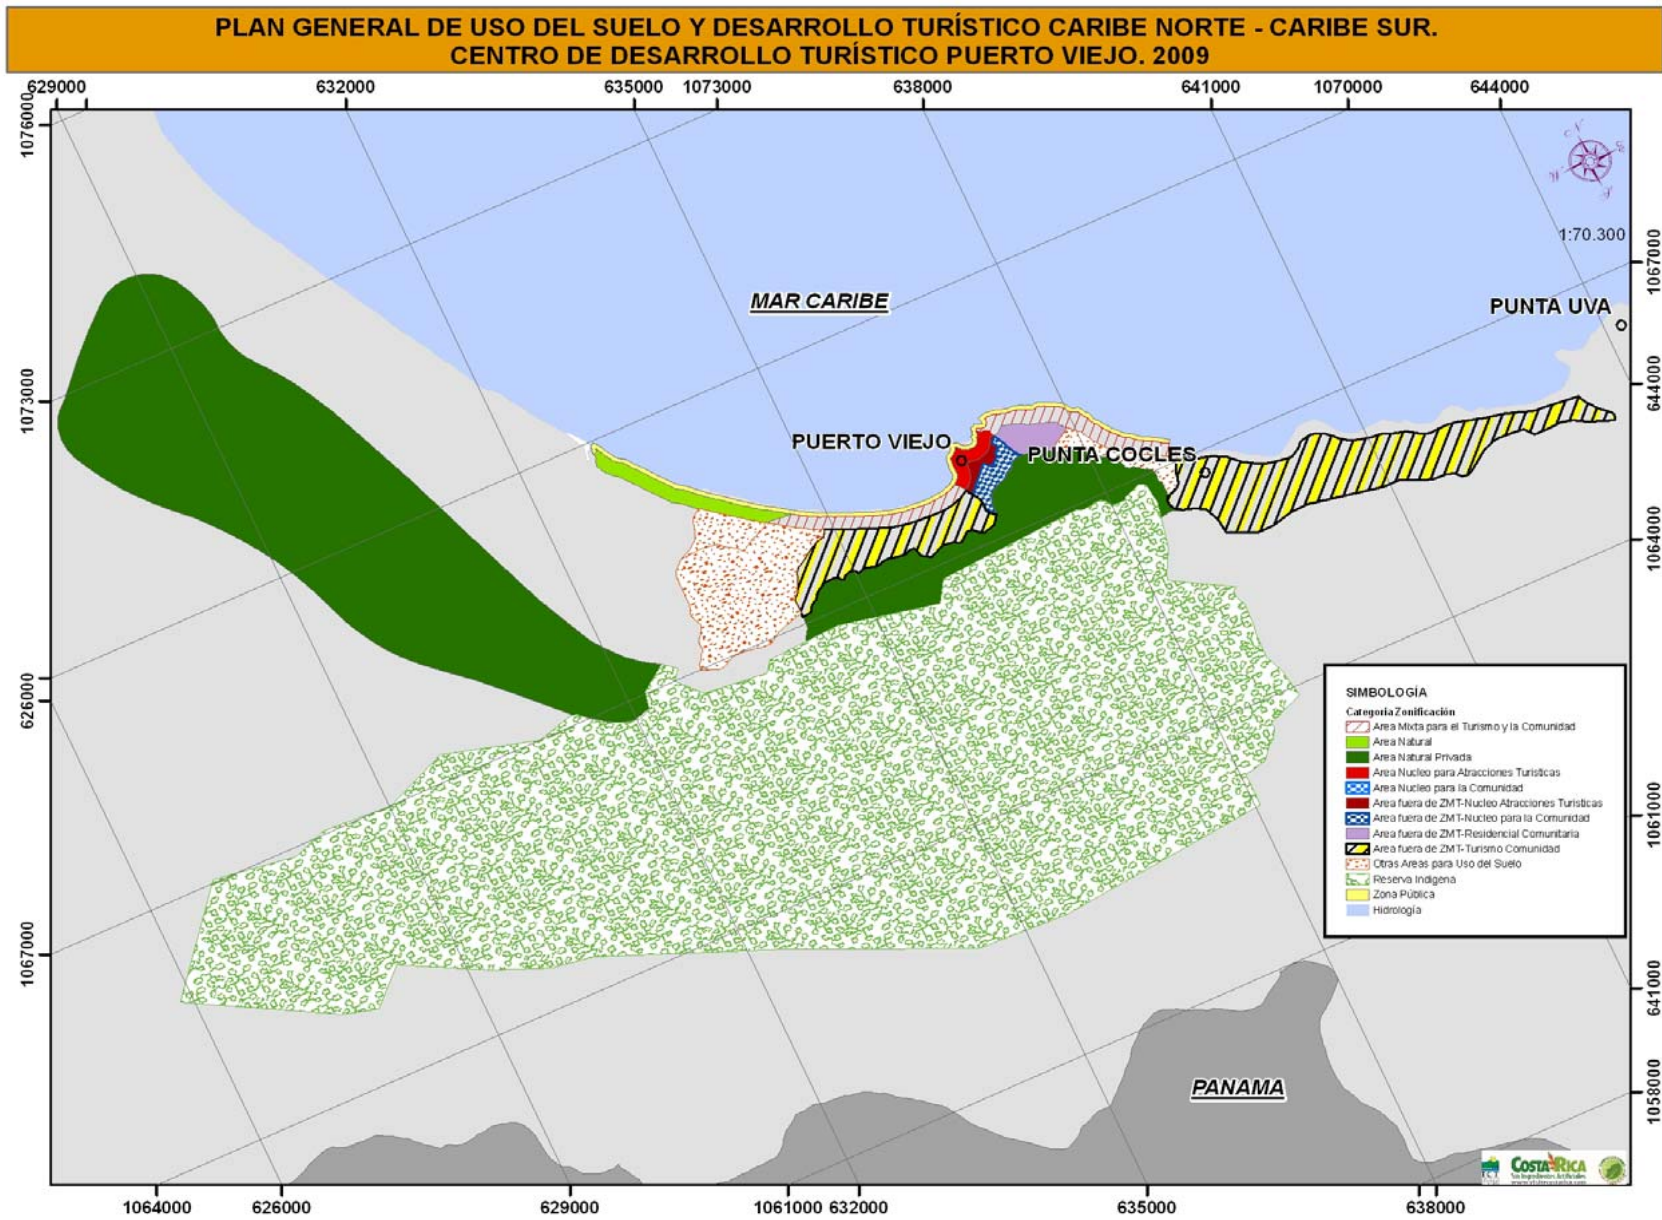 PLAN GENERAL DE USO DEL SUELO Y DESARROLLO TURÍSTICO CARIBE NORTE - CARIBE SUR.
CENTRO DE DESARROLLO TURÍSTICO PUERTO VIEJO. 2009
629000 632000 635000 1073000 638000 641000 1070000 644000
1076000
1073000
626000
1067000
1:70.300
1067000
644000
1064000
1061000
641000
1058000
MAR CARIBE
PUNTA UVA
PUERTO VIEJO
PUNTA COCLES
SIMBOLOGÍA
Categoria Zonificación
Area Mixta para el Turismo y la Comunidad
Area Natural
Area Natural Privada
Area Nucleo para Atracciones Turisticas
Area Nucleo para la Comunidad
Area fuera de ZMT-Nucleo Atracciones Turisticas
Area fuera de ZMT-Nucleo para la Comunidad
Area fuera de ZMT-Residencial Comunitaria
Area fuera de ZMT-Turismo Comunidad
Otras Areas para Uso del Suelo
Reserva Indigena
Zona Pública
Hidrología
PANAMA
COSTA RICA
1064000 626000 629000 1061000 632000 635000 638000